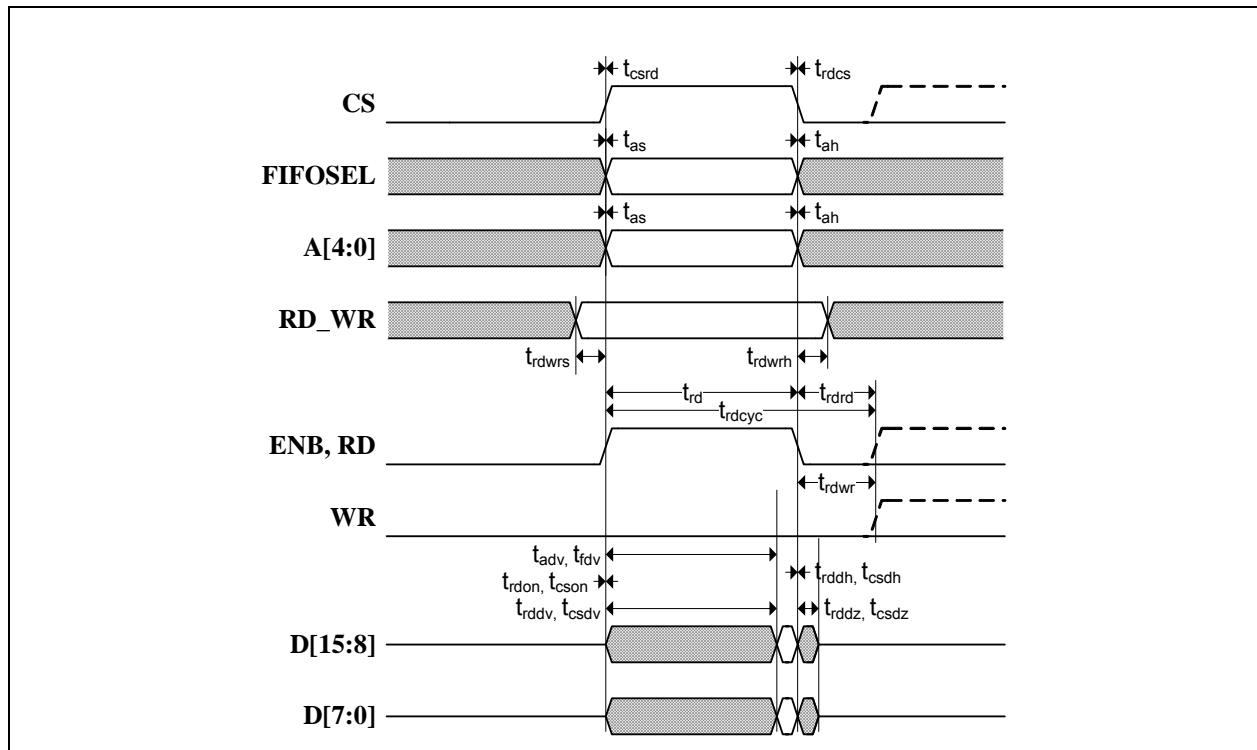 t_csrd t_rdcs
CS
t_as t_ah
FIFOSEL
t_as t_ah
A[4:0]
RD_WR
t_rdwrs t_rdwrh
t_rd t_rdrd
t_rdcyc
ENB, RD
t_rdwr
WR
t_adv, t_fdv
t_rdon, t_cson t_rddh, t_csdh
t_rddv, t_csdv t_rddz, t_csdz
D[15:8]
D[7:0]